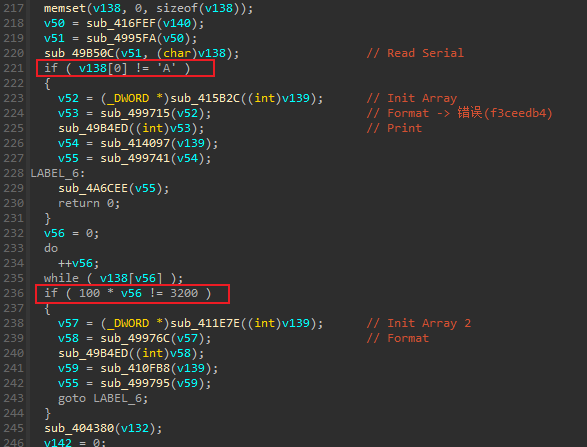 217 memset(v138, 0, sizeof(v138));
218 v50 = sub_416FEF(v140);
219 v51 = sub_4995FA(v50);
220 sub_49B50C(v51, (char)v138); // Read Serial
221 if ( v138[0] != 'A' )
222 {
223 v52 = (_DWORD *)sub_415B2C((int)v139); // Init Array
224 v53 = sub_499715(v52); // Format -> 错误(f3ceedb4)
225 sub_49B4ED((int)v53); // Print
226 v54 = sub_414097(v139);
227 v55 = sub_499741(v54);
228 LABEL_6:
229 sub_4A6CEE(v55);
230 return 0;
231 }
232 v56 = 0;
233 do
234 ++v56;
235 while ( v138[v56] );
236 if ( 100 * v56 != 3200 )
237 {
238 v57 = (_DWORD *)sub_411E7E((int)v139); // Init Array 2
239 v58 = sub_49976C(v57); // Format
240 sub_49B4ED((int)v58);
241 v59 = sub_410FB8(v139);
242 v55 = sub_499795(v59);
243 goto LABEL_6;
244 }
245 sub_404380(v132);
246 v142 = 0;